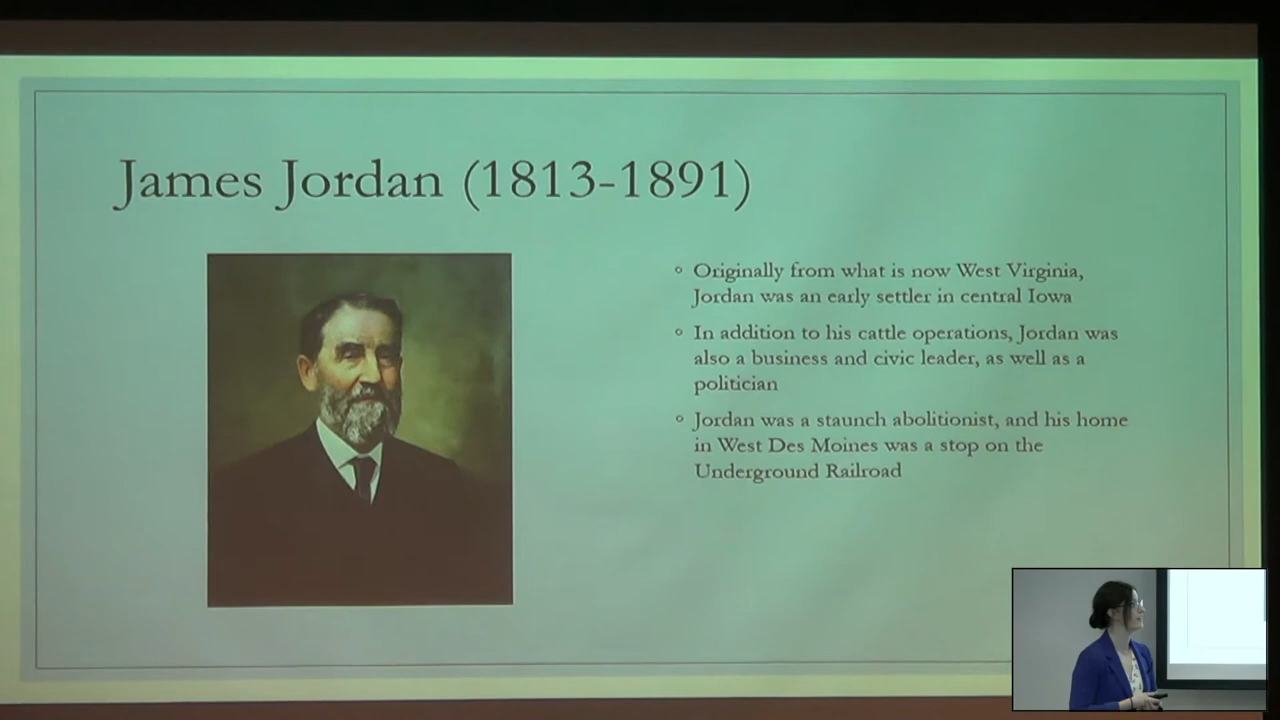 James Jordan (1813-1891)
Originally from what is now West Virginia,
Jordan was an early settler in central Iowa
In addition to his cattle operations, Jordan was
also a business and civic leader, as well as a
politician
Jordan was a staunch abolitionist, and his home
in West Des Moines was a stop on the
Underground Railroad